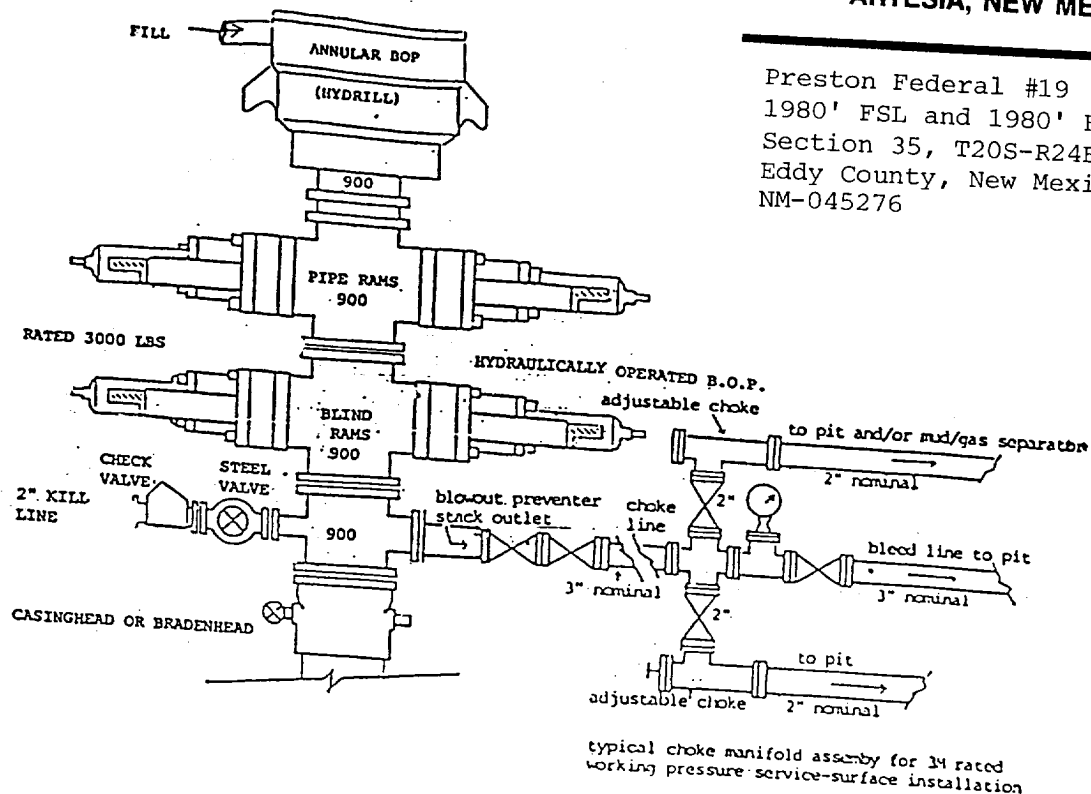 ARTESIA, NEW ME
Preston Federal #19
1980' FSL and 1980'
Section 35, T20S-R24E
Eddy County, New Mexi
NM-045276
FILL
ANNULAR BOP
(HYDRILL)
900
PIPE RAMS
900
RATED 3000 LBS
HYDRAULICALLY OPERATED B.O.P.
BLIND
RAMS
900
adjustable choke
to pit and/or mud/gas separator
2" nominal
CHECK
VALVE
STEEL
VALVE
2" KILL
LINE
900
blowout preventer
stack outlet
choke
line
2"
3" nominal
bleed line to pit
3" nominal
CASINGHEAD OR BRADENHEAD
2"
to pit
adjustable choke
2" nominal
typical choke manifold assemby for 3M rated
working pressure service-surface installation